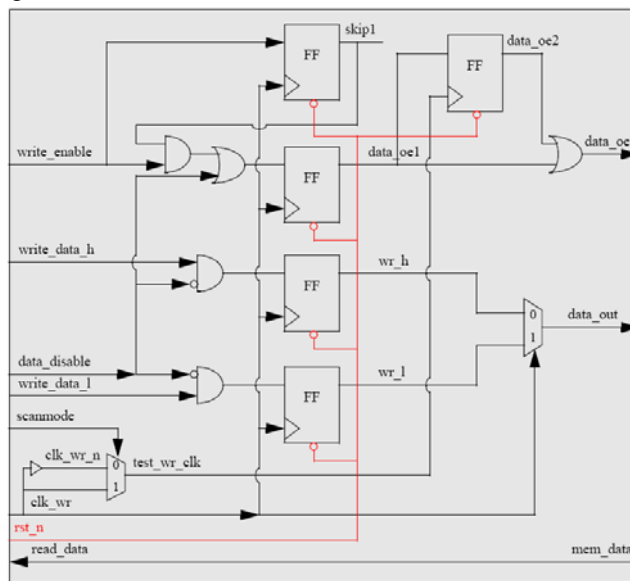 skip1
FF
FF
data_oe2
write_enable
data_oe1
data_oe
FF
write_data_h
wr_h
FF
0
1
data_out
data_disable
write_data_l
wr_l
FF
scanmode
clk_wr_n
0
1
test_wr_clk
clk_wr
rst_n
read_data
mem_data